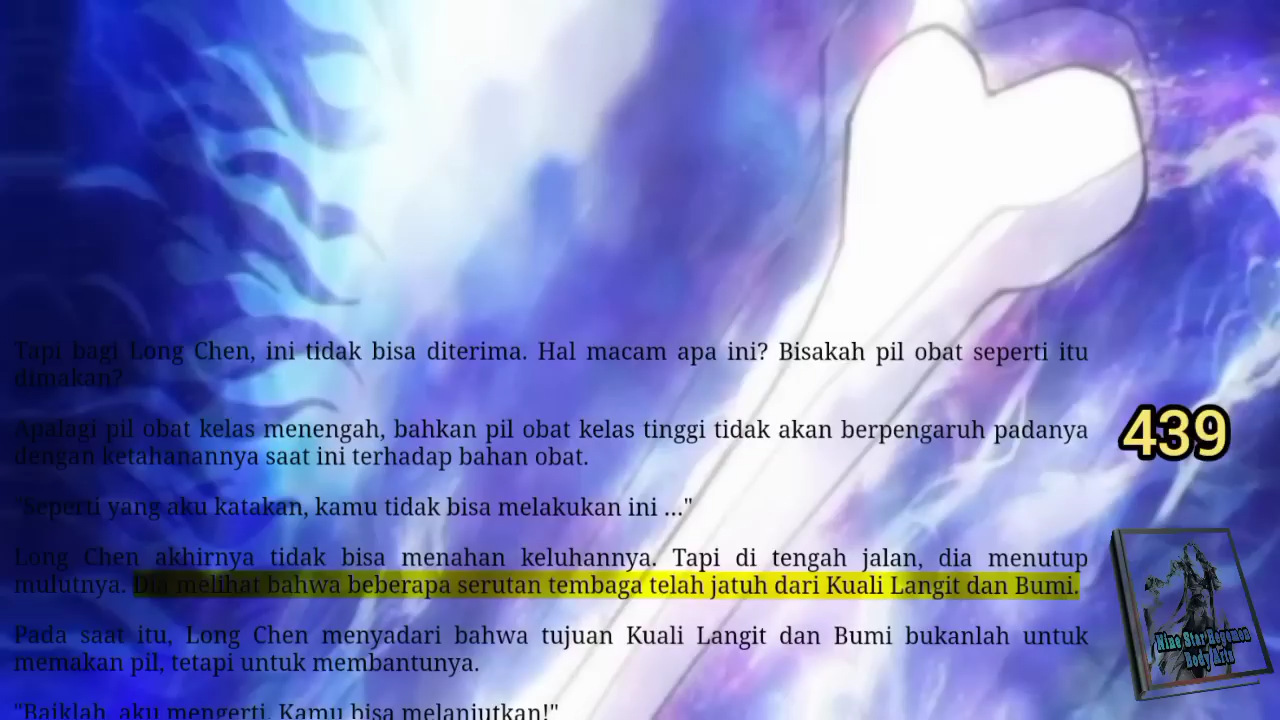 Tapi bagi Long Chen, ini tidak bisa diterima. Hal macam apa ini? Bisakah pil obat seperti itu
dimakan?
Apalagi pil obat kelas menengah, bahkan pil obat kelas tinggi tidak akan berpengaruh padanya
dengan ketahanannya saat ini terhadap bahan obat.
439
"Seperti yang aku katakan, kamu tidak bisa melakukan ini ..."
Long Chen akhirnya tidak bisa menahan keluhannya. Tapi di tengah jalan, dia menutup
mulutnya. Dia melihat bahwa beberapa serutan tembaga telah jatuh dari Kuali Langit dan Bumi.
Pada saat itu, Long Chen menyadari bahwa tujuan Kuali Langit dan Bumi bukanlah untuk
memakan pil, tetapi untuk membantunya.
Nine Star Hegemon
Body Arts
"Baiklah, aku mengerti. Kamu bisa melanjutkan!"